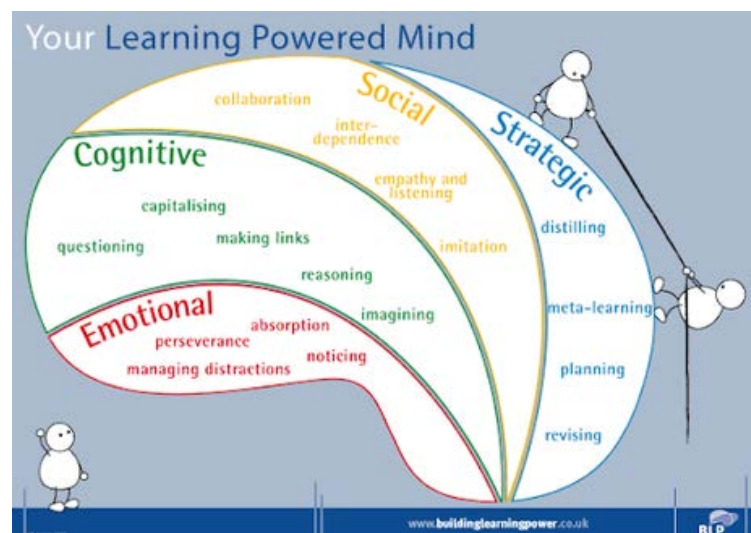 Your Learning Powered Mind
Social
collaboration
inter-
dependence
empathy and
listening
imitation
Strategic
distilling
meta-learning
planning
revising
Cognitive
capitalising
questioning
making links
reasoning
imagining
Emotional
absorption
perseverance
noticing
managing distractions
www.buildinglearningpower.co.uk
BLP